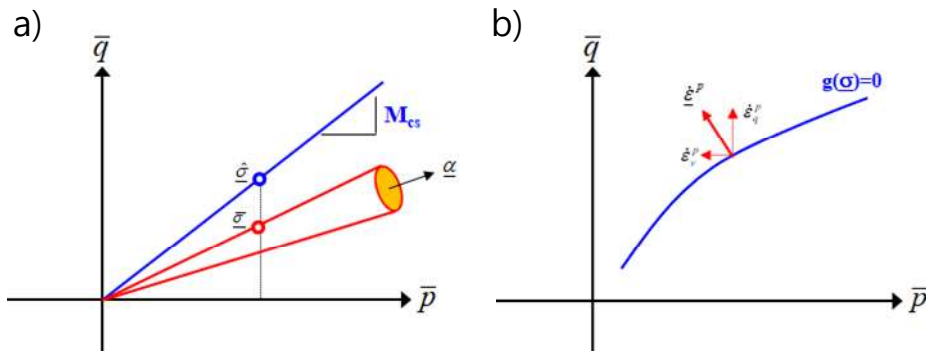 a)
b)
q̅
q̅
g(σ̲)=0
M_cs
ε̲̇^p
ε̇_q^p
ε̇_v^p
σ̲̂
α̲
σ̲̅
p̅
p̅